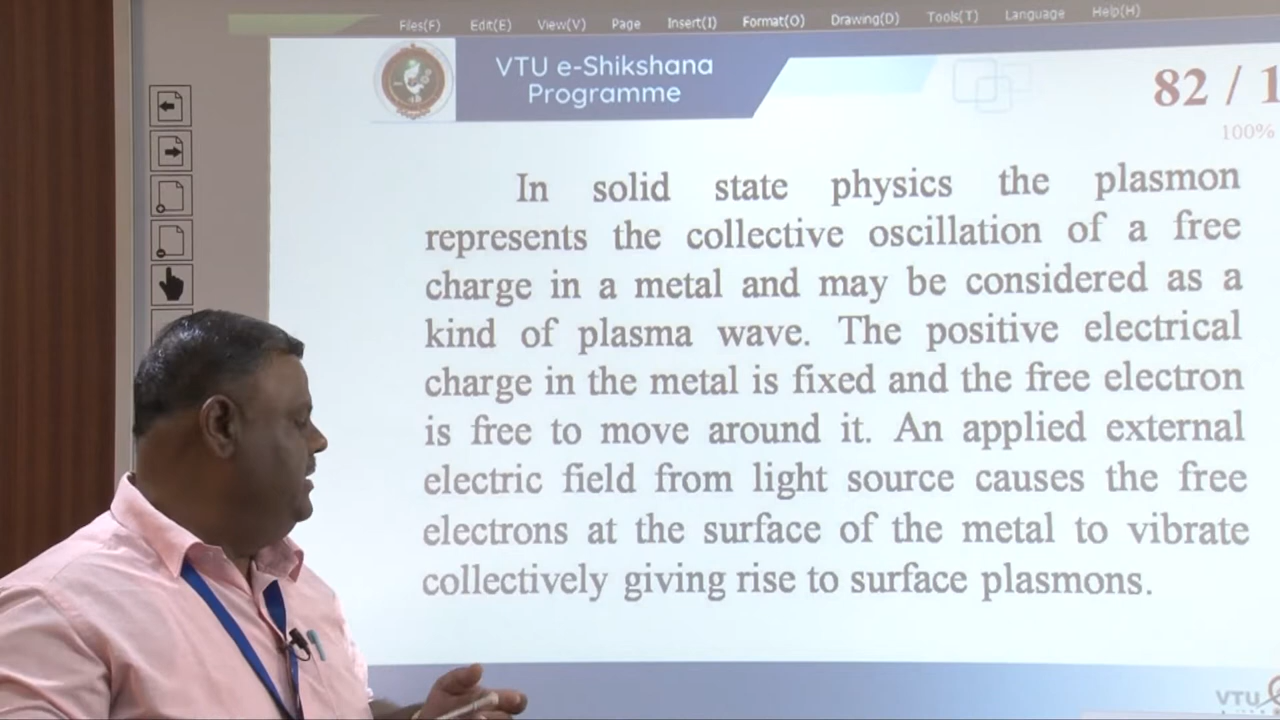 Files(F) Edit(E) View(V) Page Insert(I) Format(O) Drawing(D) Tools(T) Language Help(H)
VTU e-Shikshana
Programme
82 / 1
100%
In solid state physics the plasmon
represents the collective oscillation of a free
charge in a metal and may be considered as a
kind of plasma wave. The positive electrical
charge in the metal is fixed and the free electron
is free to move around it. An applied external
electric field from light source causes the free
electrons at the surface of the metal to vibrate
collectively giving rise to surface plasmons.
VTU